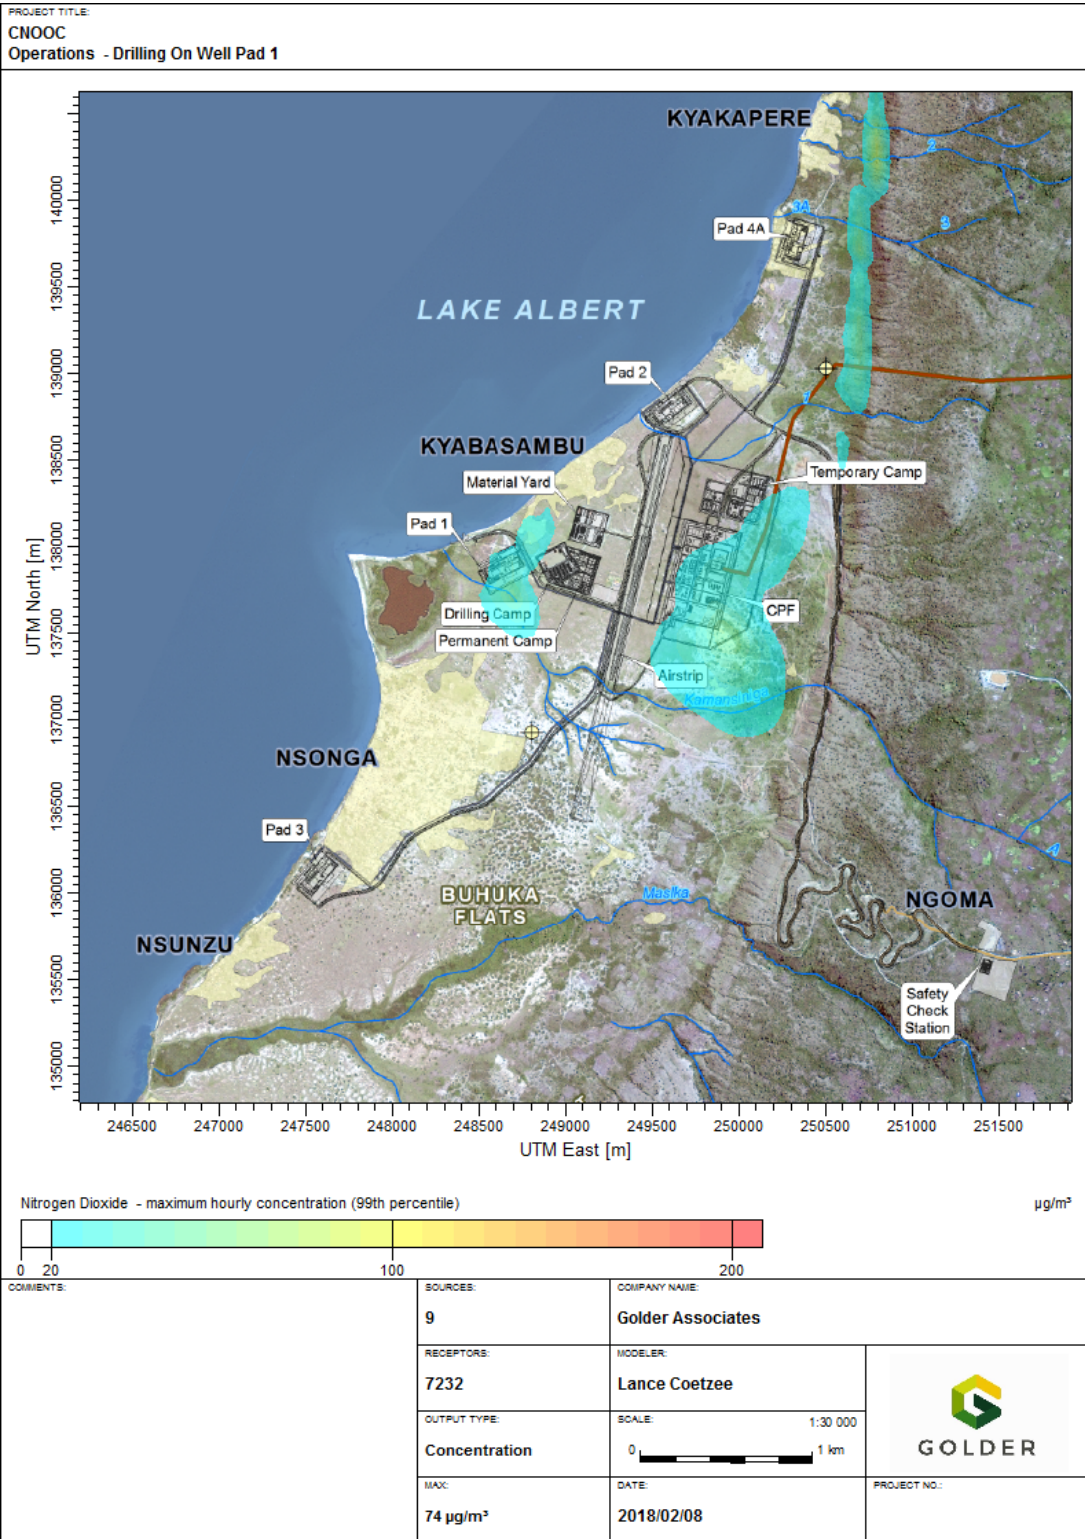 PROJECT TITLE:
CNOOC
Operations - Drilling On Well Pad 1
KYAKAPERE
2
3A
3
Pad 4A
LAKE ALBERT
Pad 2
1
KYABASAMBU
Material Yard
Temporary Camp
Pad 1
Drilling Camp
CPF
Permanent Camp
Airstrip
Kamansinga
NSONGA
Pad 3
A
BUHUKA
FLATS
Masika
NGOMA
NSUNZU
Safety
Check
Station
UTM North [m]
140000
139500
139000
138500
138000
137500
137000
136500
136000
135500
135000
246500 247000 247500 248000 248500 249000 249500 250000 250500 251000 251500
UTM East [m]
Nitrogen Dioxide - maximum hourly concentration (99th percentile)
µg/m³
0 20 100 200
COMMENTS:
SOURCES:
9
COMPANY NAME:
Golder Associates
RECEPTORS:
7232
MODELER:
Lance Coetzee
OUTPUT TYPE:
Concentration
SCALE:
1:30 000
0 1 km
GOLDER
MAX:
74 µg/m³
DATE:
2018/02/08
PROJECT NO.: